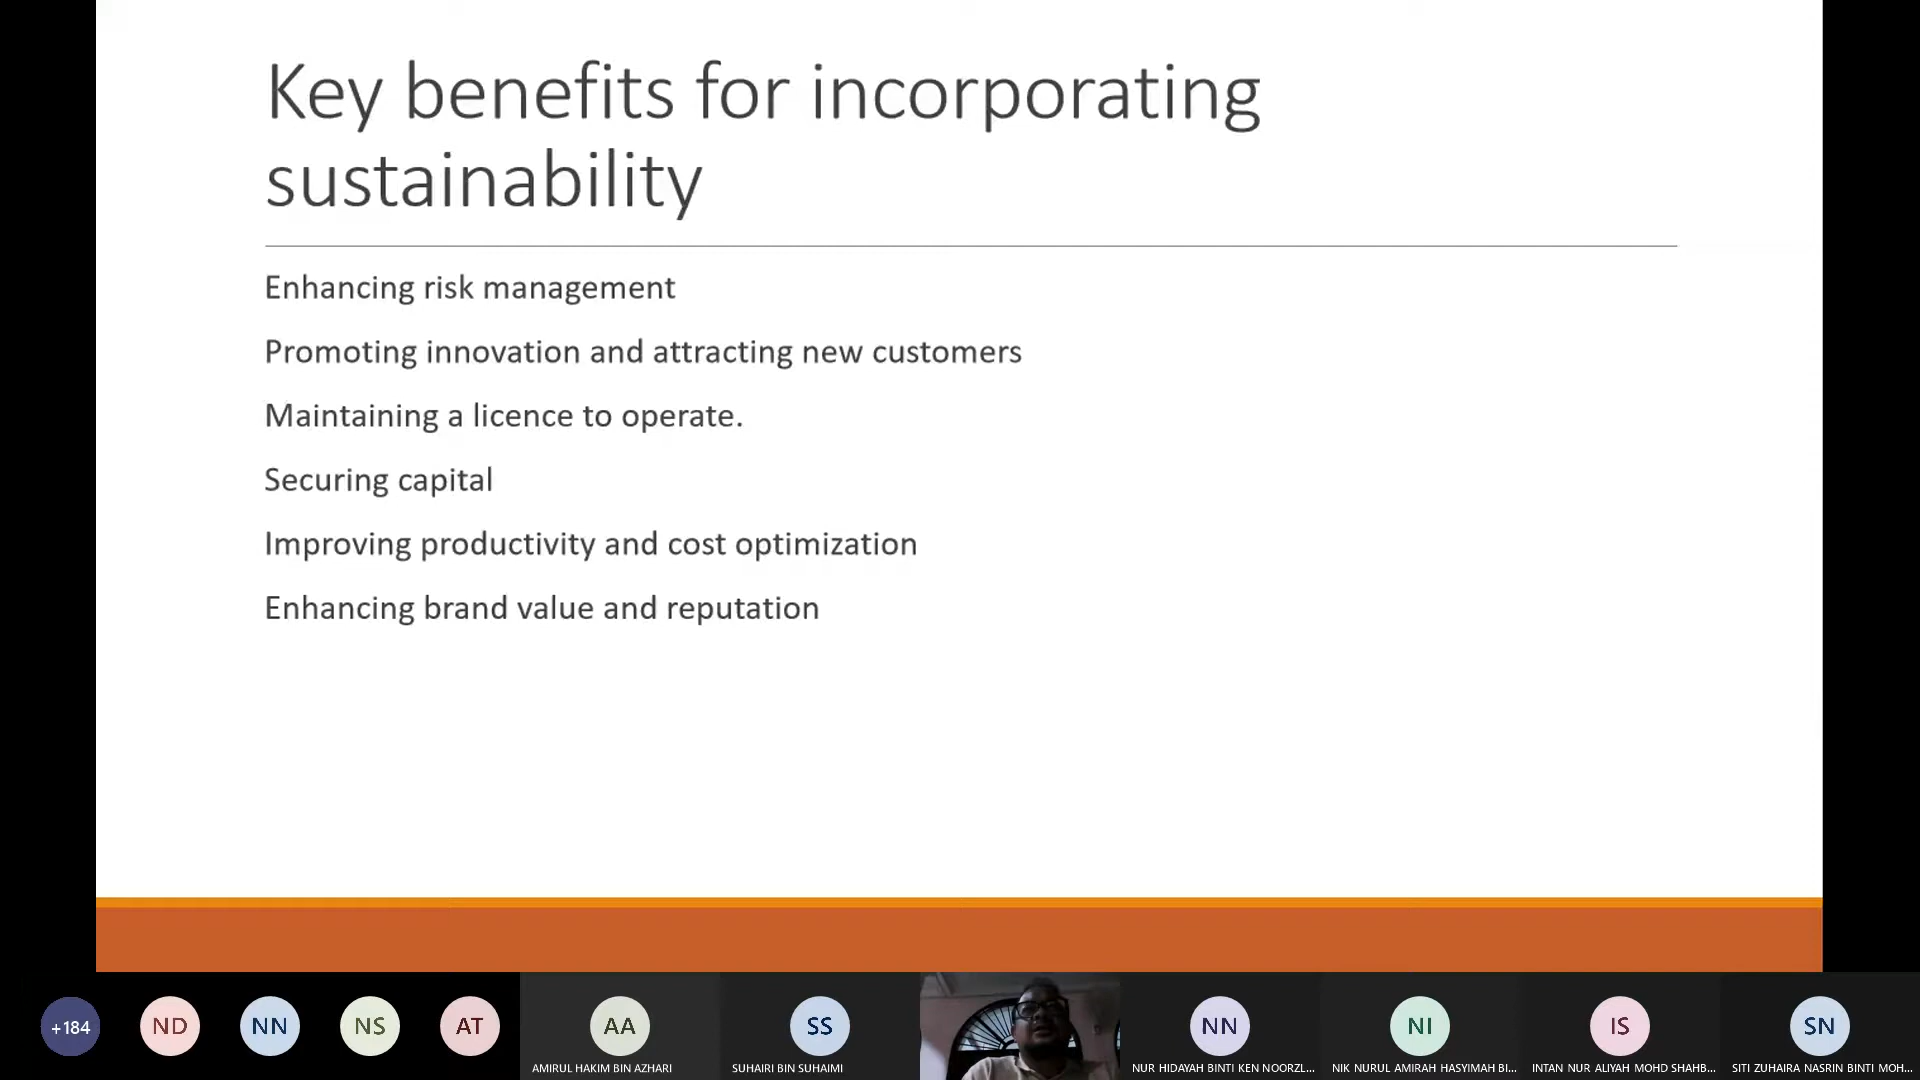 Key benefits for incorporating
sustainability
Enhancing risk management
Promoting innovation and attracting new customers
Maintaining a licence to operate.
Securing capital
Improving productivity and cost optimization
Enhancing brand value and reputation
+184
ND
NN
NS
AT
AA
SS
NN
NI
IS
SN
AMIRUL HAKIM BIN AZHARI
SUHAIRI BIN SUHAIMI
NUR HIDAYAH BINTI KEN NOORZL...
NIK NURUL AMIRAH HASYIMAH BI...
INTAN NUR ALIYAH MOHD SHAHB...
SITI ZUHAIRA NASRIN BINTI MOH...